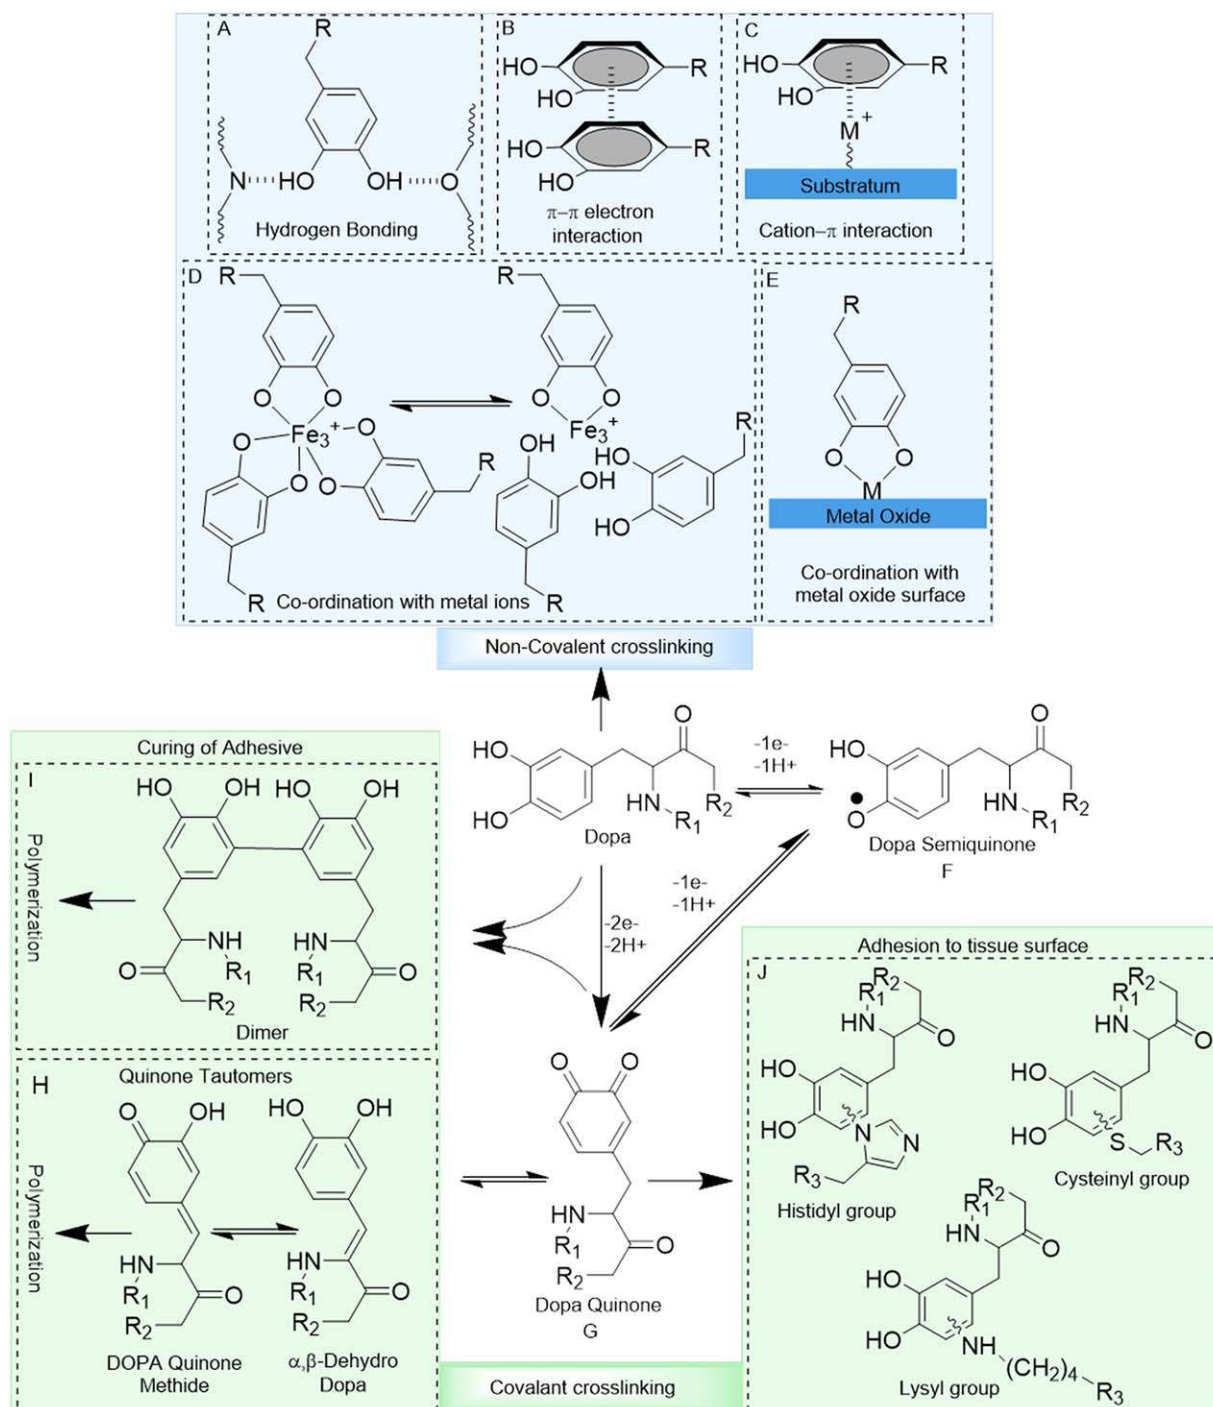 A
R
N
HO
OH
O
Hydrogen Bonding
B
HO
HO
R
HO
HO
R
π–π electron
interaction
C
HO
HO
R
M+
Substratum
Cation–π interaction
D
R
O
O
Fe3+
O
O
O
O
R
R
R
O
O
Fe3+
OH
OH
HO
HO
R
R
Co-ordination with metal ions
E
R
O
O
M
Metal Oxide
Co-ordination with
metal oxide surface
Non-Covalent crosslinking
HO
HO
O
HN
R1
R2
Dopa
-1e-
-1H+
HO
O
O
HN
R1
R2
Dopa Semiquinone
F
-1e-
-1H+
-2e-
-2H+
Curing of Adhesive
I
Polymerization
HO
OH
HO
OH
NH
R1
O
R2
HN
R1
O
R2
Dimer
H
Quinone Tautomers
Polymerization
O
OH
HN
R1
O
R2
DOPA Quinone
Methide
HO
OH
HN
R1
O
R2
α,β-Dehydro
Dopa
O
O
HN
R1
O
R2
Dopa Quinone
G
Covalant crosslinking
Adhesion to tissue surface
J
R2
R1
HN
O
HO
HO
N
N
R3
Histidyl group
R2
R1
HN
O
HO
HO
S
R3
Cysteinyl group
R2
R1
HN
O
HO
HO
NH
(CH2)4
R3
Lysyl group